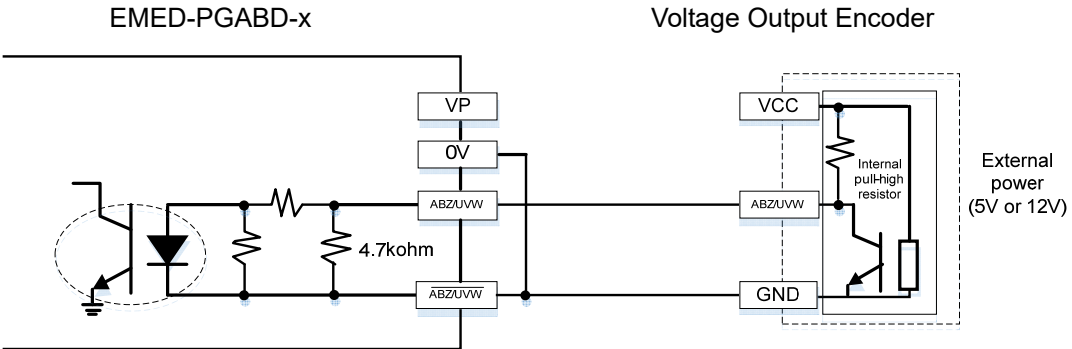 EMED-PGABD-x
Voltage Output Encoder
VP
VCC
0V
Internal
pull-high
resistor
External
power
(5V or 12V)
ABZ/UVW
ABZ/UVW
4.7kohm
ABZ/UVW
GND